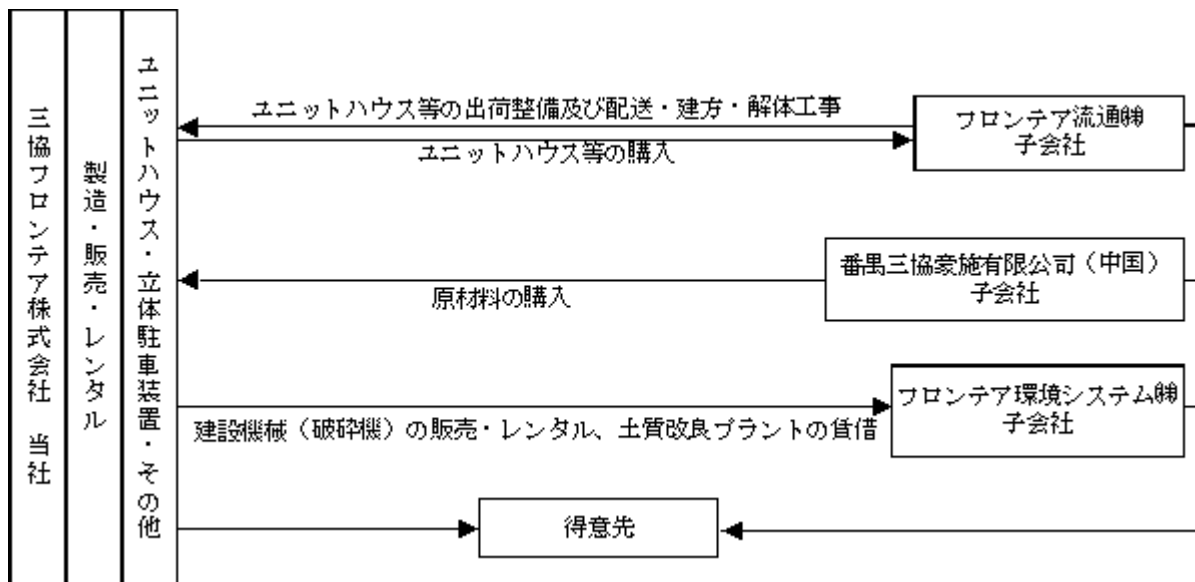 三協フロンテア株式会社 当社
製造・販売・レンタル
ユニットハウス・立体駐車装置・その他
ユニットハウス等の出荷整備及び配送・建方・解体工事
ユニットハウス等の購入
フロンテア流通㈱
子会社
原材料の購入
番禺三協豪施有限公司（中国）
子会社
建設機械（破砕機）の販売・レンタル、土質改良プラントの賃借
フロンテア環境システム㈱
子会社
得意先